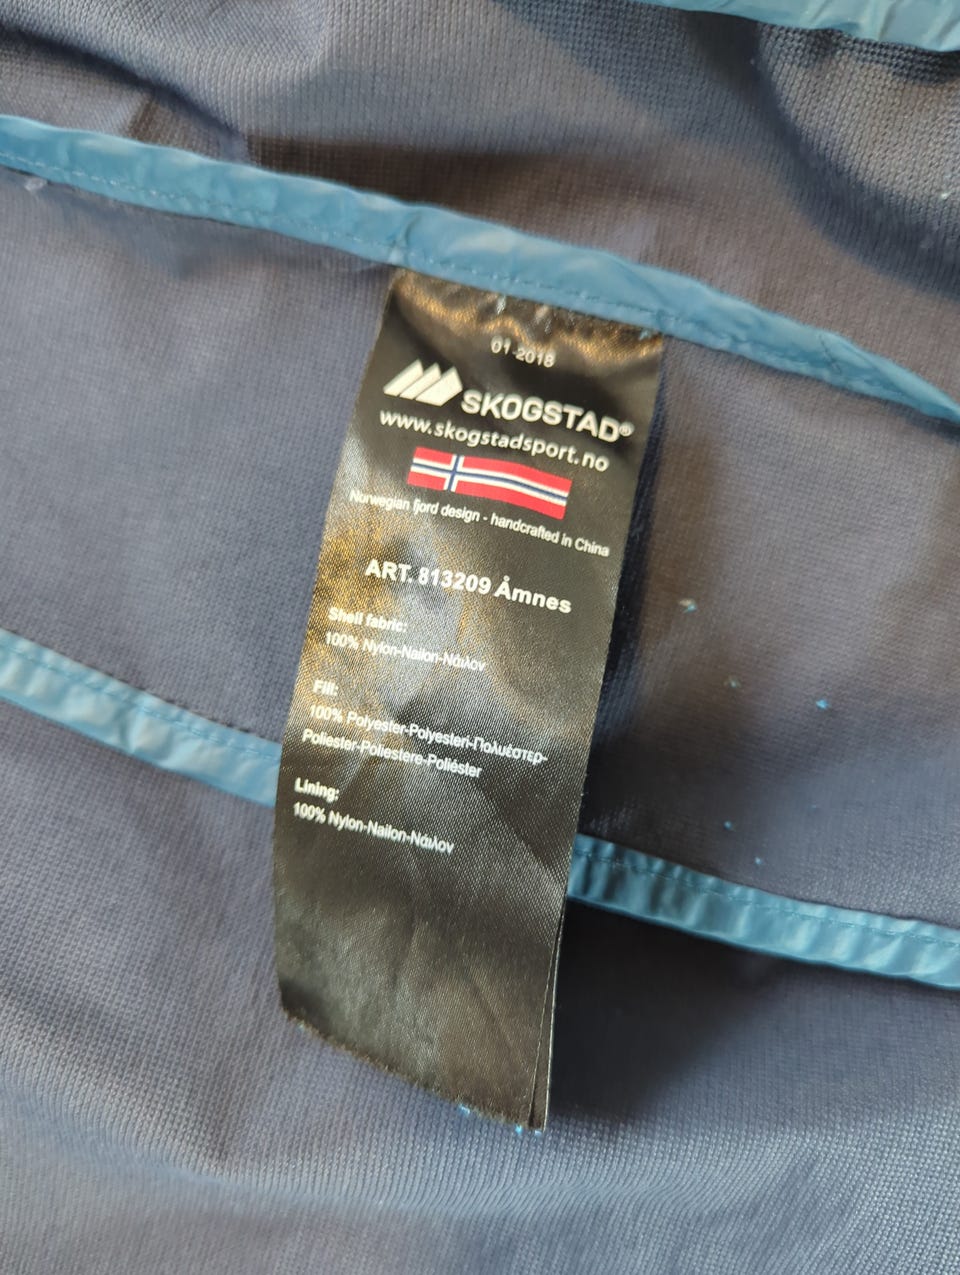 01-2018
SKOGSTAD®
www.skogstadsport.no
Norwegian fjord design - handcrafted in China
ART. 813209 Åmnes
Shell fabric:
100% Nylon-Nailon-Νάιλον
Fill:
100% Polyester-Polyesteri-Πολυέστερ-
Poliester-Poliestere-Poliéster
Lining:
100% Nylon-Nailon-Νάιλον